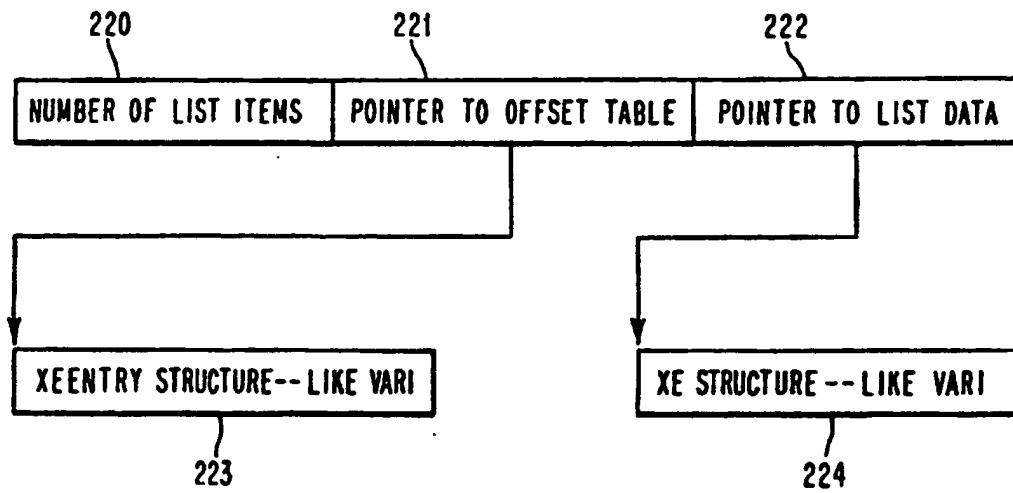 220 221 222
NUMBER OF LIST ITEMS POINTER TO OFFSET TABLE POINTER TO LIST DATA
XEENTRY STRUCTURE--LIKE VARI XE STRUCTURE--LIKE VARI
223 224